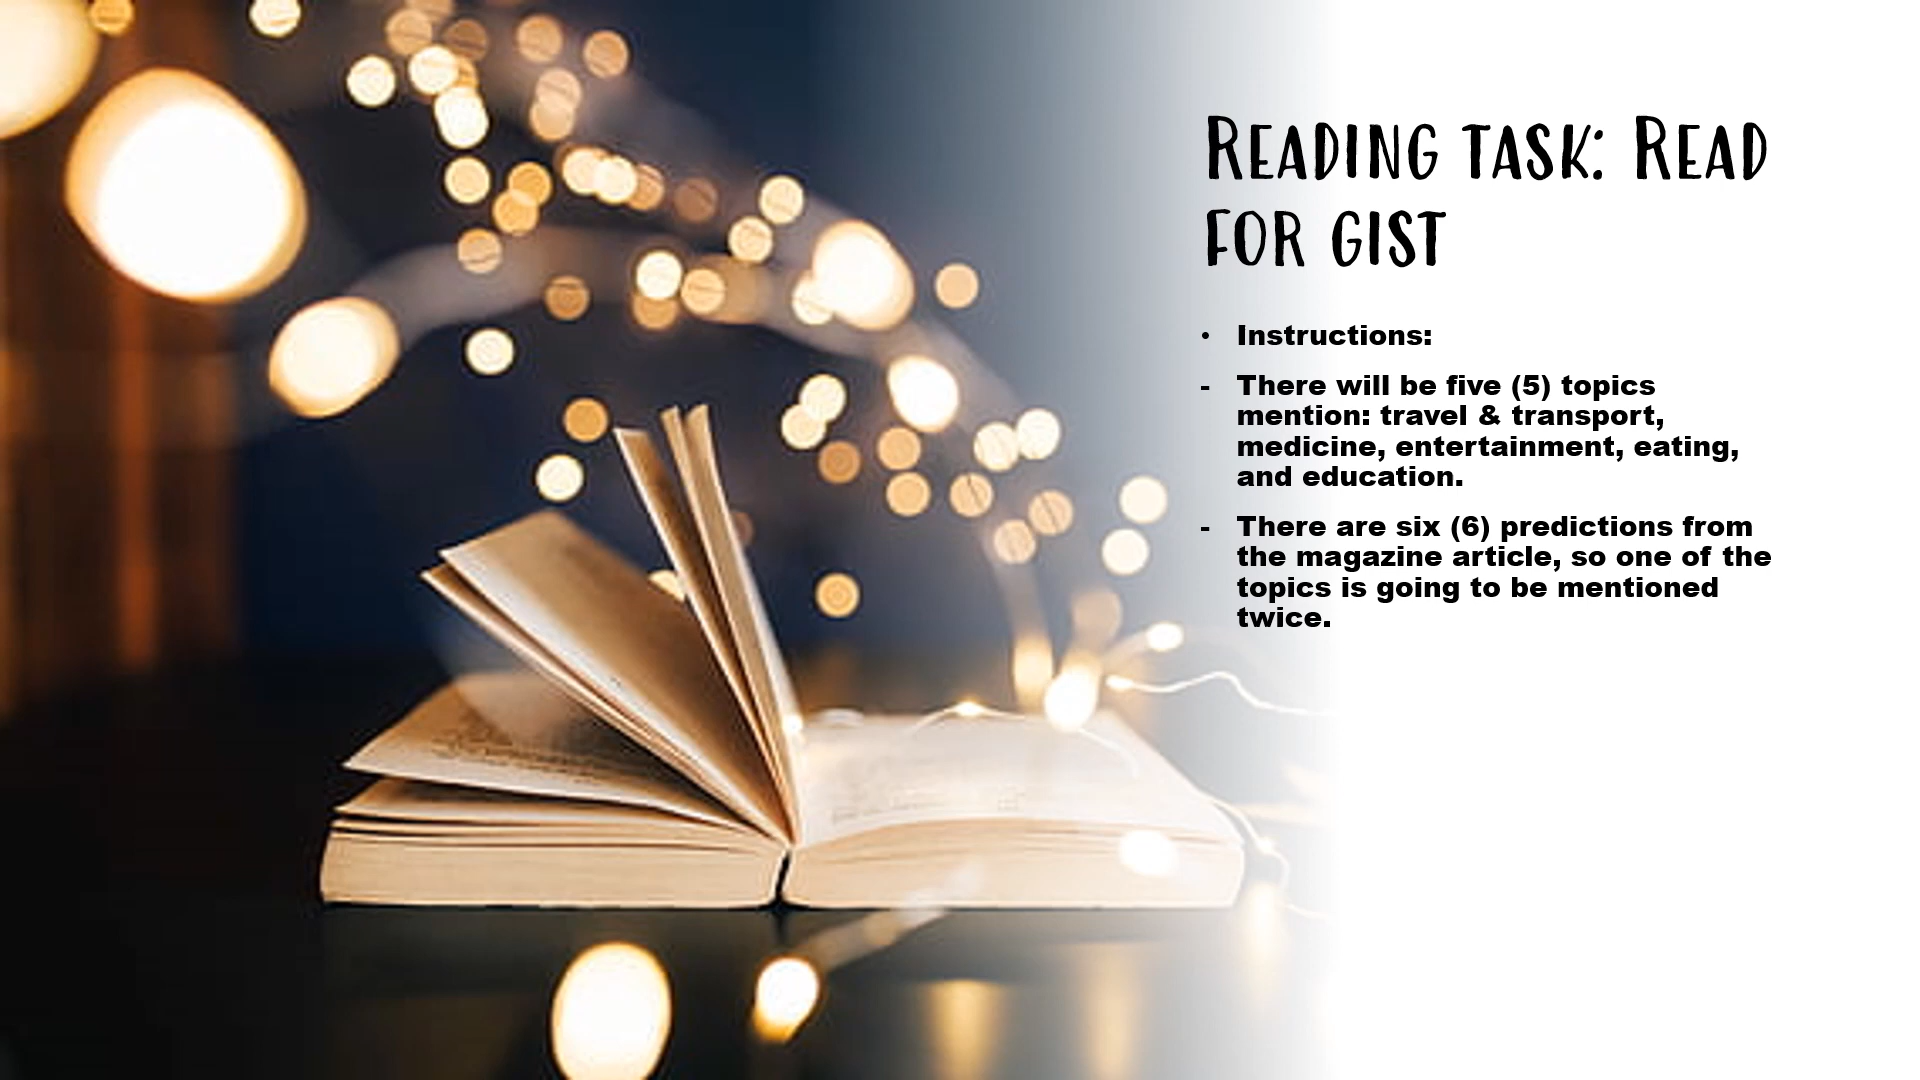 Reading task: Read
for gist
• Instructions:
- There will be five (5) topics
mention: travel & transport,
medicine, entertainment, eating,
and education.
- There are six (6) predictions from
the magazine article, so one of the
topics is going to be mentioned
twice.